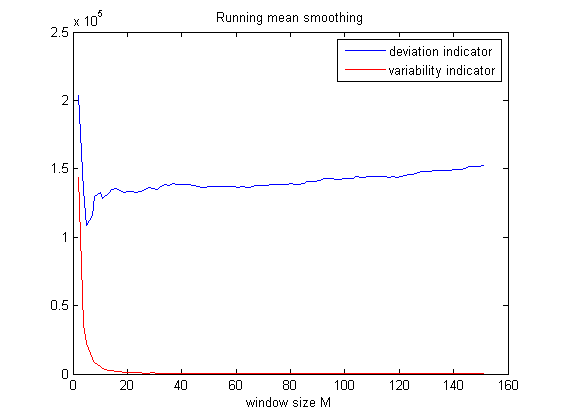 Running mean smoothing
x 10^5
deviation indicator
variability indicator
2.5
2
1.5
1
0.5
0
0 20 40 60 80 100 120 140 160
window size M